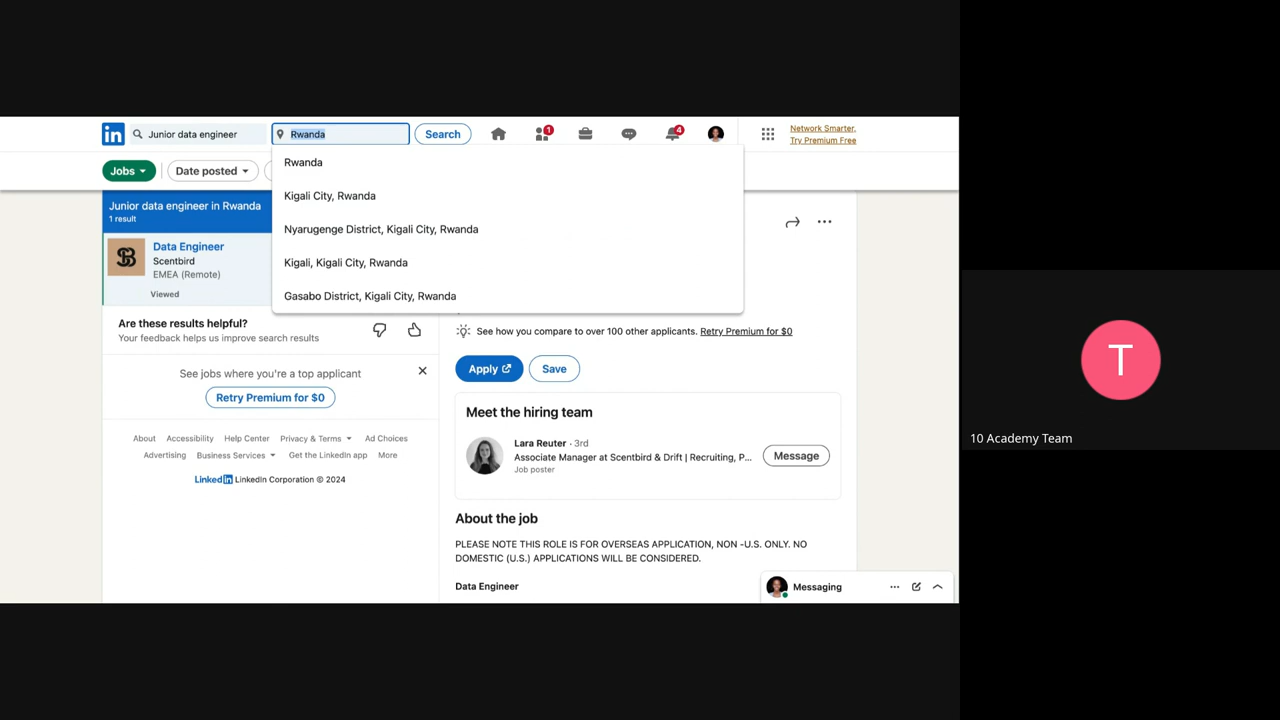 in
Junior data engineer
Rwanda
Search
1
4
Network Smarter,
Try Premium Free
Jobs
Date posted
Rwanda
Kigali City, Rwanda
Nyarugenge District, Kigali City, Rwanda
Kigali, Kigali City, Rwanda
Gasabo District, Kigali City, Rwanda
Junior data engineer in Rwanda
1 result
Data Engineer
Scentbird
EMEA (Remote)
Viewed
Are these results helpful?
Your feedback helps us improve search results
See jobs where you're a top applicant
Retry Premium for $0
About Accessibility Help Center Privacy & Terms Ad Choices
Advertising Business Services Get the LinkedIn app More
LinkedIn LinkedIn Corporation © 2024
See how you compare to over 100 other applicants. Retry Premium for $0
Apply
Save
Meet the hiring team
Lara Reuter · 3rd
Associate Manager at Scentbird & Drift | Recruiting, P...
Job poster
Message
About the job
PLEASE NOTE THIS ROLE IS FOR OVERSEAS APPLICATION, NON -U.S. ONLY. NO
DOMESTIC (U.S.) APPLICATIONS WILL BE CONSIDERED.
Data Engineer
Messaging
T
10 Academy Team